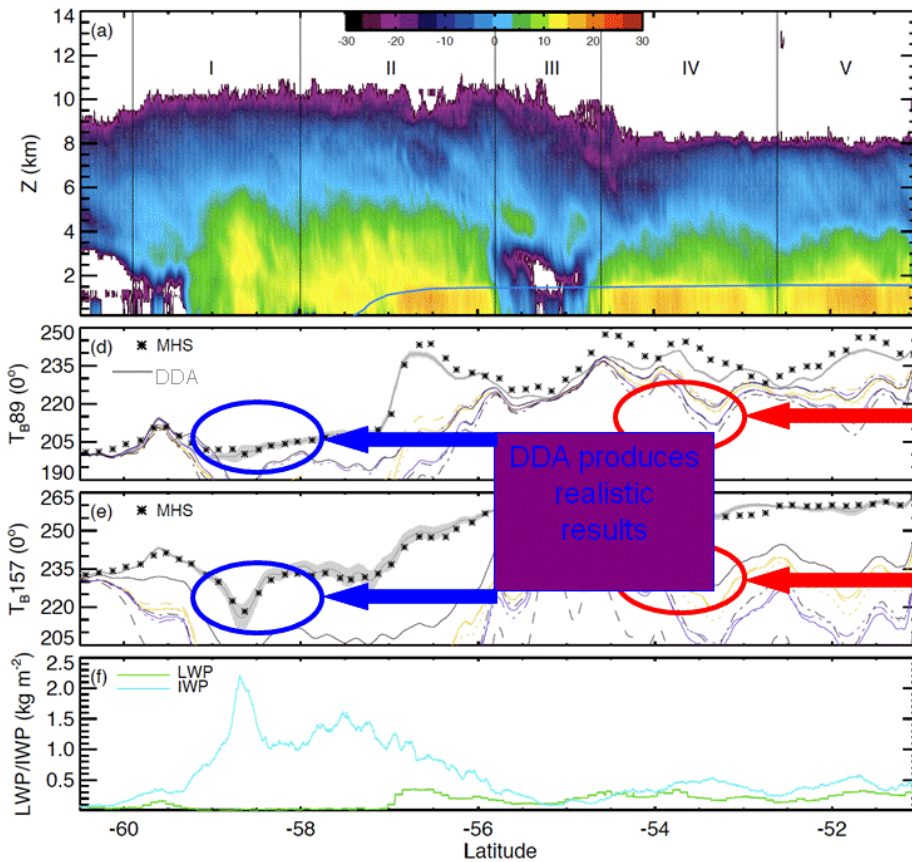 14
(a)
-30 -20 -10 0 10 20 30
I II III IV V
12
10
8
6
4
2
Z (km)
250
(d)
MHS
DDA
235
220
205
190
T_B89 (0°)
DDA produces
realistic
results
265
(e)
MHS
250
235
220
205
T_B157 (0°)
2.5
(f)
LWP
IWP
2.0
1.5
1.0
0.5
LWP/IWP (kg m⁻²)
-60 -58 -56 -54 -52
Latitude